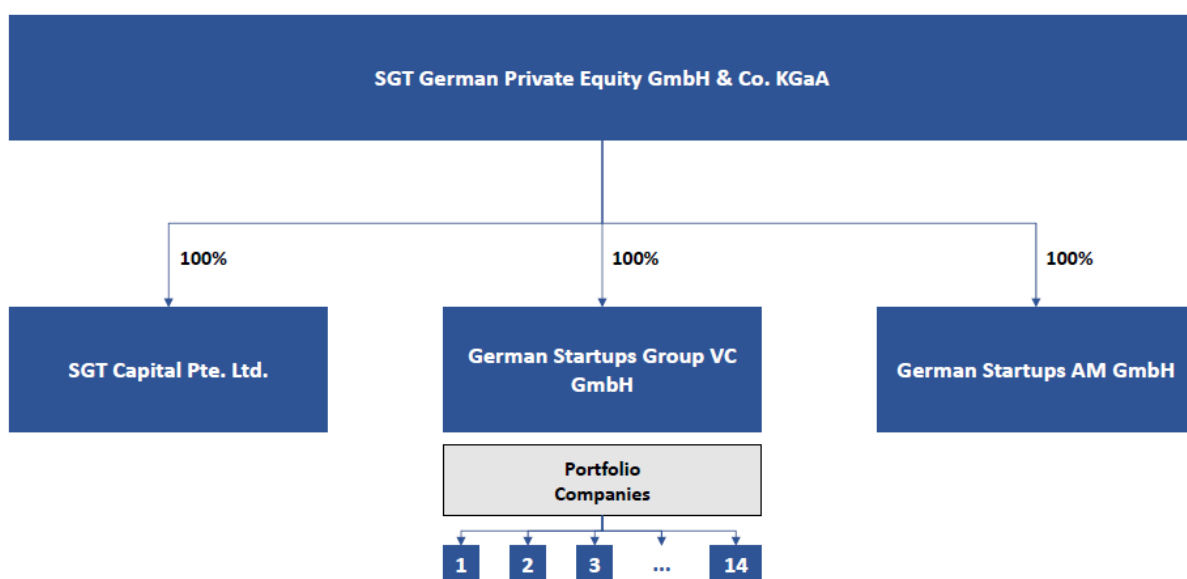 SGT German Private Equity GmbH & Co. KGaA
100%
100%
100%
SGT Capital Pte. Ltd.
German Startups Group VC
GmbH
German Startups AM GmbH
Portfolio
Companies
1
2
3
...
14